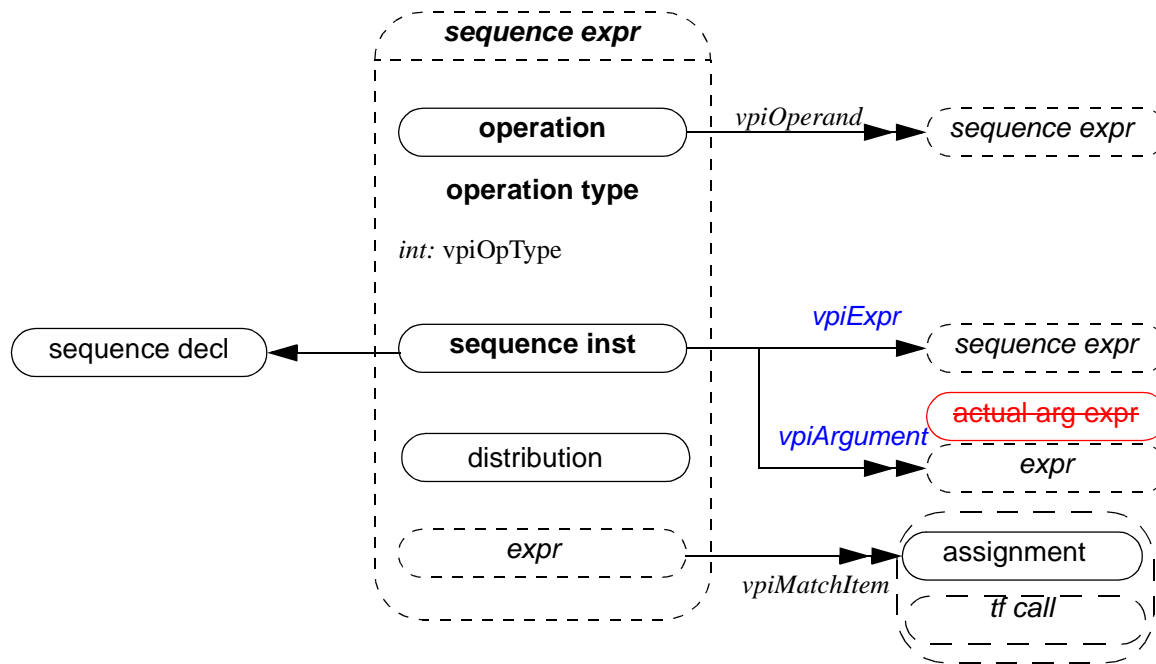 sequence expr
operation
vpiOperand
sequence expr
operation type
int: vpiOpType
vpiExpr
sequence decl
sequence inst
sequence expr
actual arg expr
vpiArgument
distribution
expr
expr
assignment
vpiMatchItem
tf call